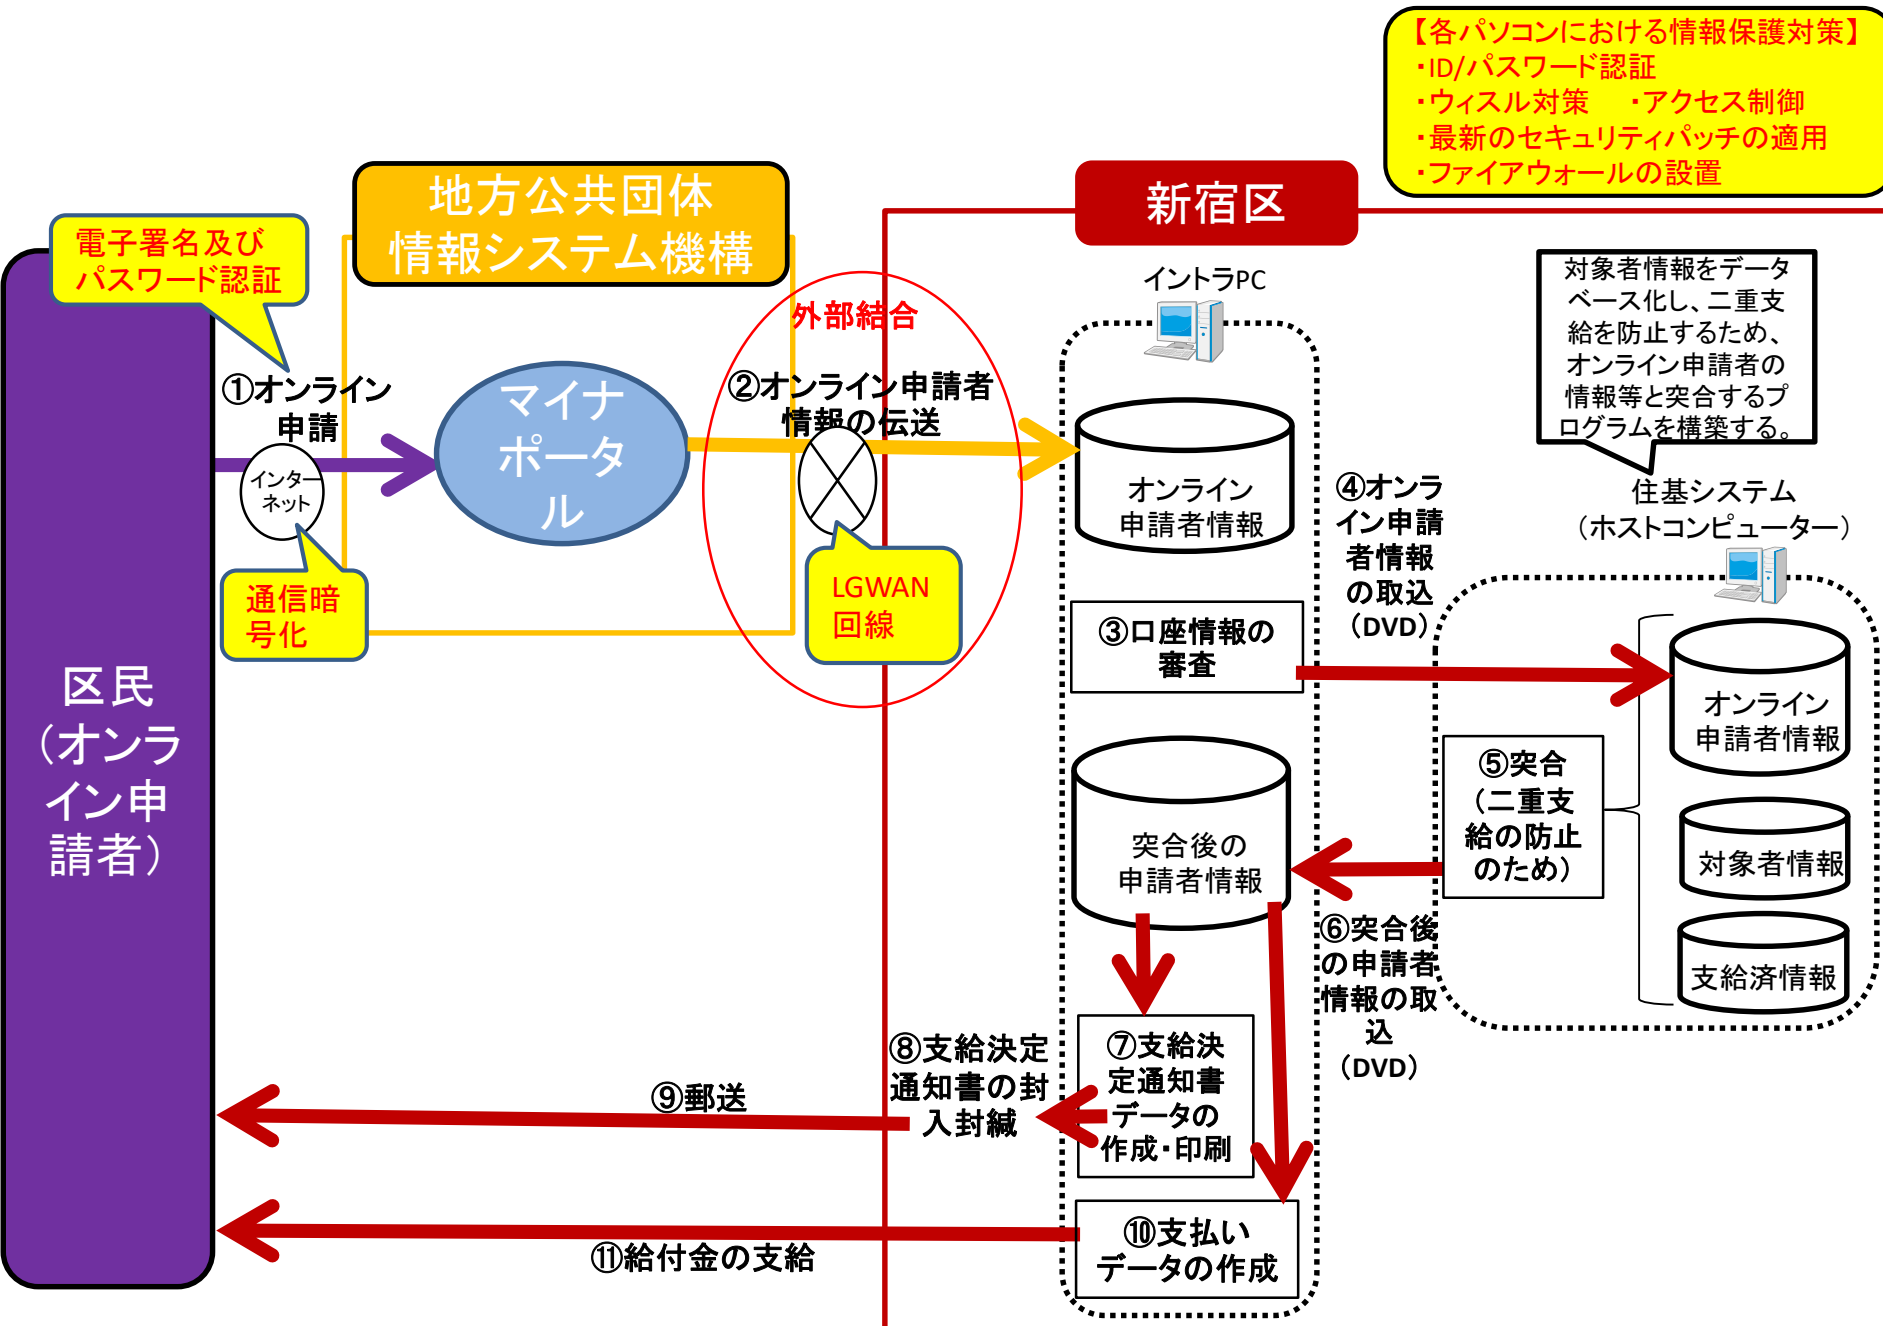 【各パソコンにおける情報保護対策】
・ID/パスワード認証
・ウィスル対策　・アクセス制御
・最新のセキュリティパッチの適用
・ファイアウォールの設置
地方公共団体
情報システム機構
新宿区
電子署名及び
パスワード認証
イントラPC
対象者情報をデータ
ベース化し、二重支
給を防止するため、
オンライン申請者の
情報等と突合するプ
ログラムを構築する。
外部結合
①オンライン
申請
マイナ
ポータ
ル
②オンライン申請者
情報の伝送
インター
ネット
オンライン
申請者情報
④オンラ
イン申請
者情報
の取込
（DVD）
住基システム
（ホストコンピューター）
通信暗
号化
LGWAN
回線
③口座情報の
審査
区民
（オンラ
イン申
請者）
オンライン
申請者情報
⑤突合
（二重支
給の防止
のため）
突合後の
申請者情報
対象者情報
⑥突合後
の申請者
情報の取
込
（DVD）
支給済情報
⑦支給決
定通知書
データの
作成・印刷
⑧支給決定
通知書の封
入封緘
⑨郵送
⑩支払い
データの作成
⑪給付金の支給